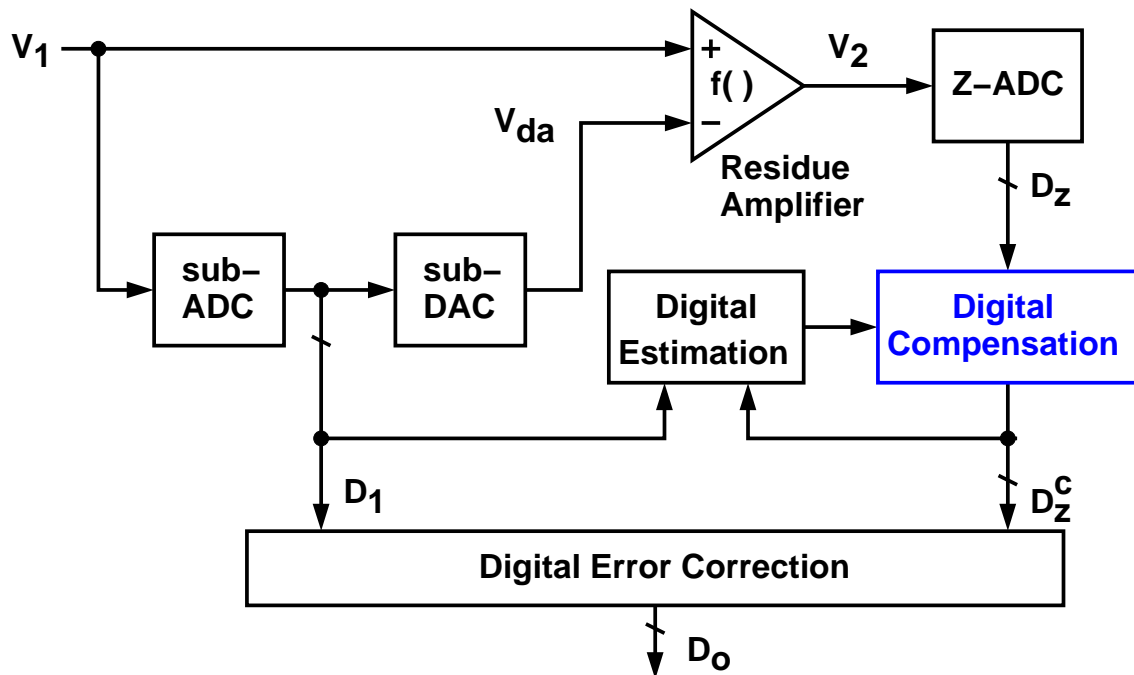 V1
+
f( )
−
V2
Z−ADC
Vda
Residue
Amplifier
Dz
sub−
ADC
sub−
DAC
Digital
Estimation
Digital
Compensation
D1
Dzc
Digital Error Correction
Do